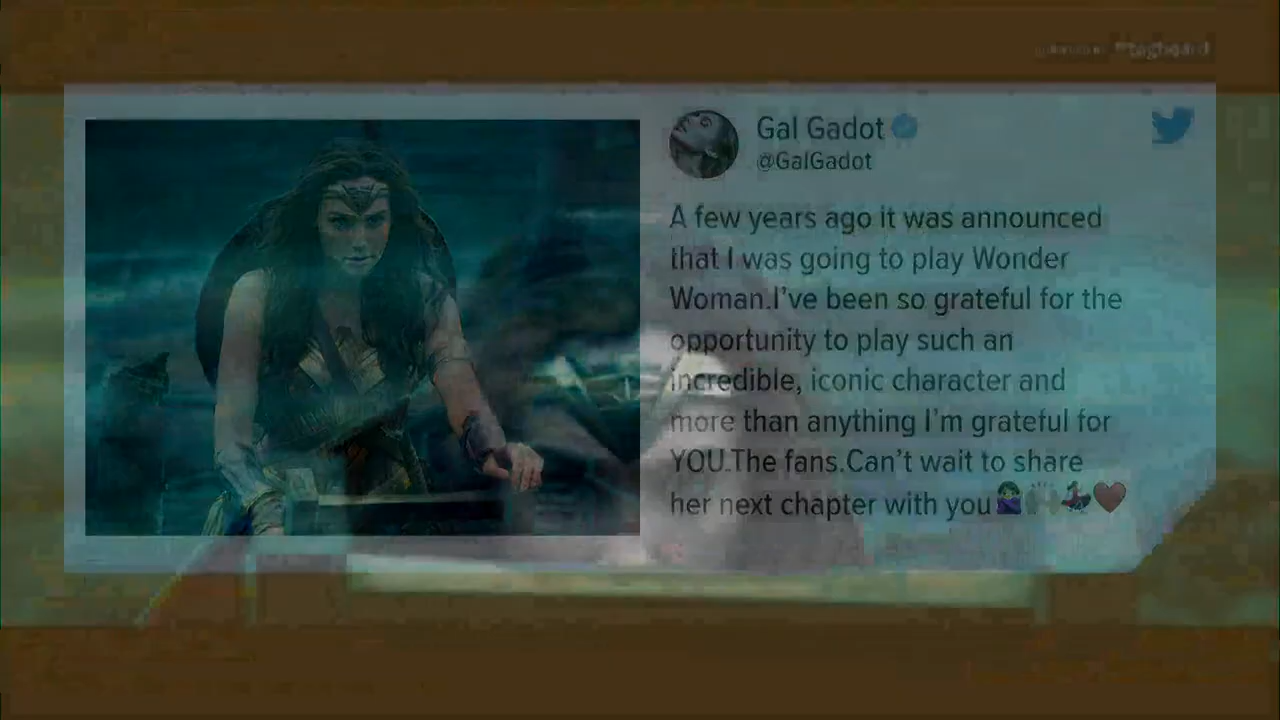 #tagboard
Gal Gadot
@GalGadot
A few years ago it was announced
that I was going to play Wonder
Woman.I've been so grateful for the
opportunity to play such an
incredible, iconic character and
more than anything I'm grateful for
YOU.The fans.Can't wait to share
her next chapter with you